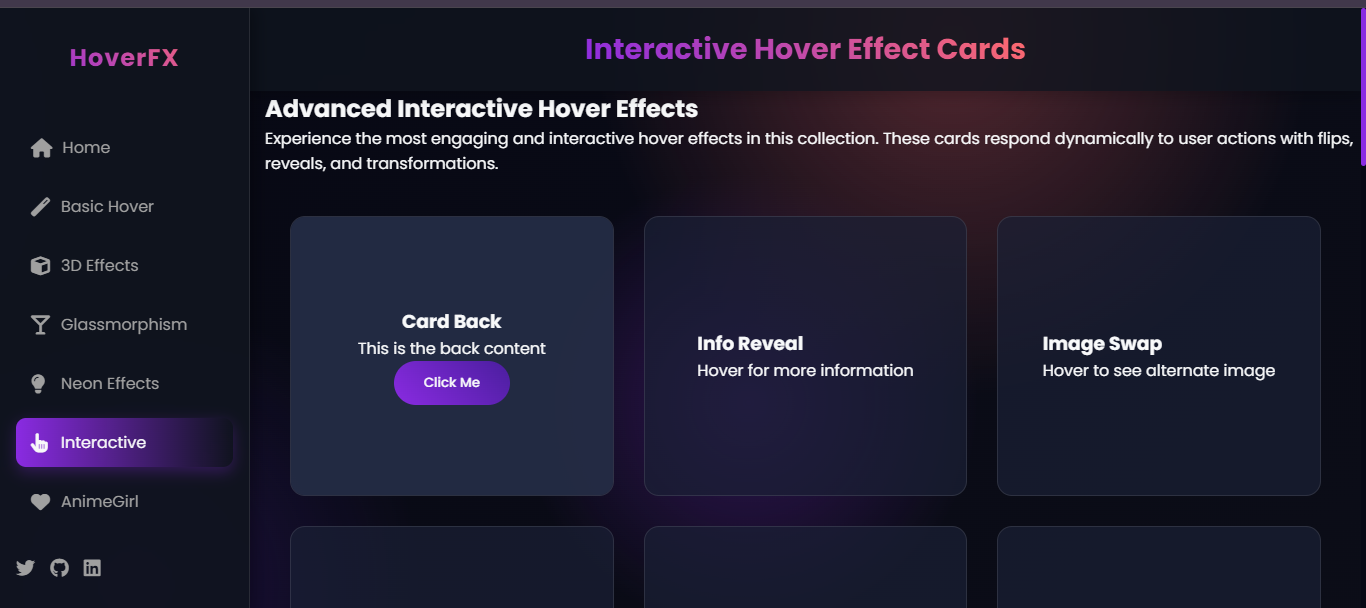 HoverFX
Home
Basic Hover
3D Effects
Glassmorphism
Neon Effects
Interactive
AnimeGirl
Interactive Hover Effect Cards
Advanced Interactive Hover Effects
Experience the most engaging and interactive hover effects in this collection. These cards respond dynamically to user actions with flips,
reveals, and transformations.
Card Back
This is the back content
Click Me
Info Reveal
Hover for more information
Image Swap
Hover to see alternate image